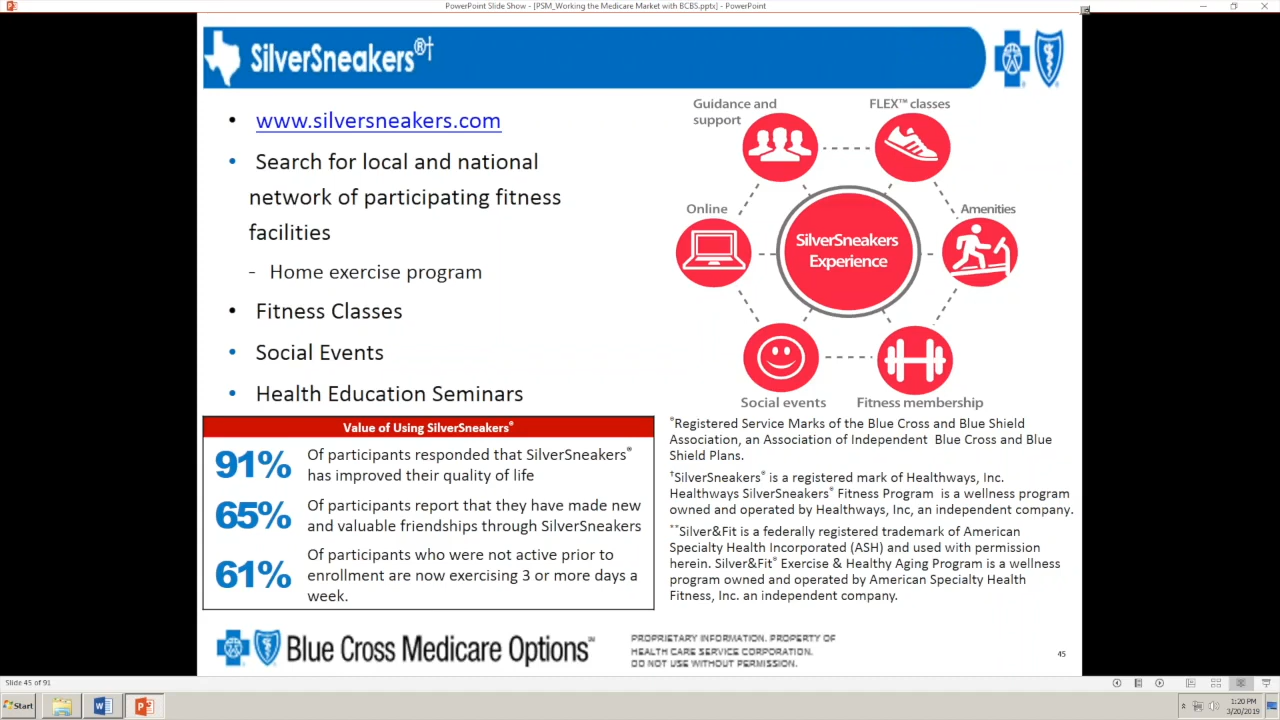 PowerPoint Slide Show - [PSM_Working the Medicare Market with BCBS.pptx] - PowerPoint
SilverSneakers®†
• www.silversneakers.com
• Search for local and national
network of participating fitness
facilities
- Home exercise program
• Fitness Classes
• Social Events
• Health Education Seminars
Guidance and
support
FLEX™ classes
Online
Amenities
SilverSneakers
Experience
Social events
Fitness membership
Value of Using SilverSneakers®
91%
Of participants responded that SilverSneakers®
has improved their quality of life
65%
Of participants report that they have made new
and valuable friendships through SilverSneakers
61%
Of participants who were not active prior to
enrollment are now exercising 3 or more days a
week.
®Registered Service Marks of the Blue Cross and Blue Shield
Association, an Association of Independent Blue Cross and Blue
Shield Plans.
†SilverSneakers® is a registered mark of Healthways, Inc.
Healthways SilverSneakers® Fitness Program is a wellness program
owned and operated by Healthways, Inc, an independent company.
**Silver&Fit is a federally registered trademark of American
Specialty Health Incorporated (ASH) and used with permission
herein. Silver&Fit® Exercise & Healthy Aging Program is a wellness
program owned and operated by American Specialty Health
Fitness, Inc. an independent company.
Blue Cross Medicare Options℠
PROPRIETARY INFORMATION. PROPERTY OF
HEALTH CARE SERVICE CORPORATION.
DO NOT USE WITHOUT PERMISSION.
45
Slide 45 of 91
Start
1:20 PM
3/20/2019